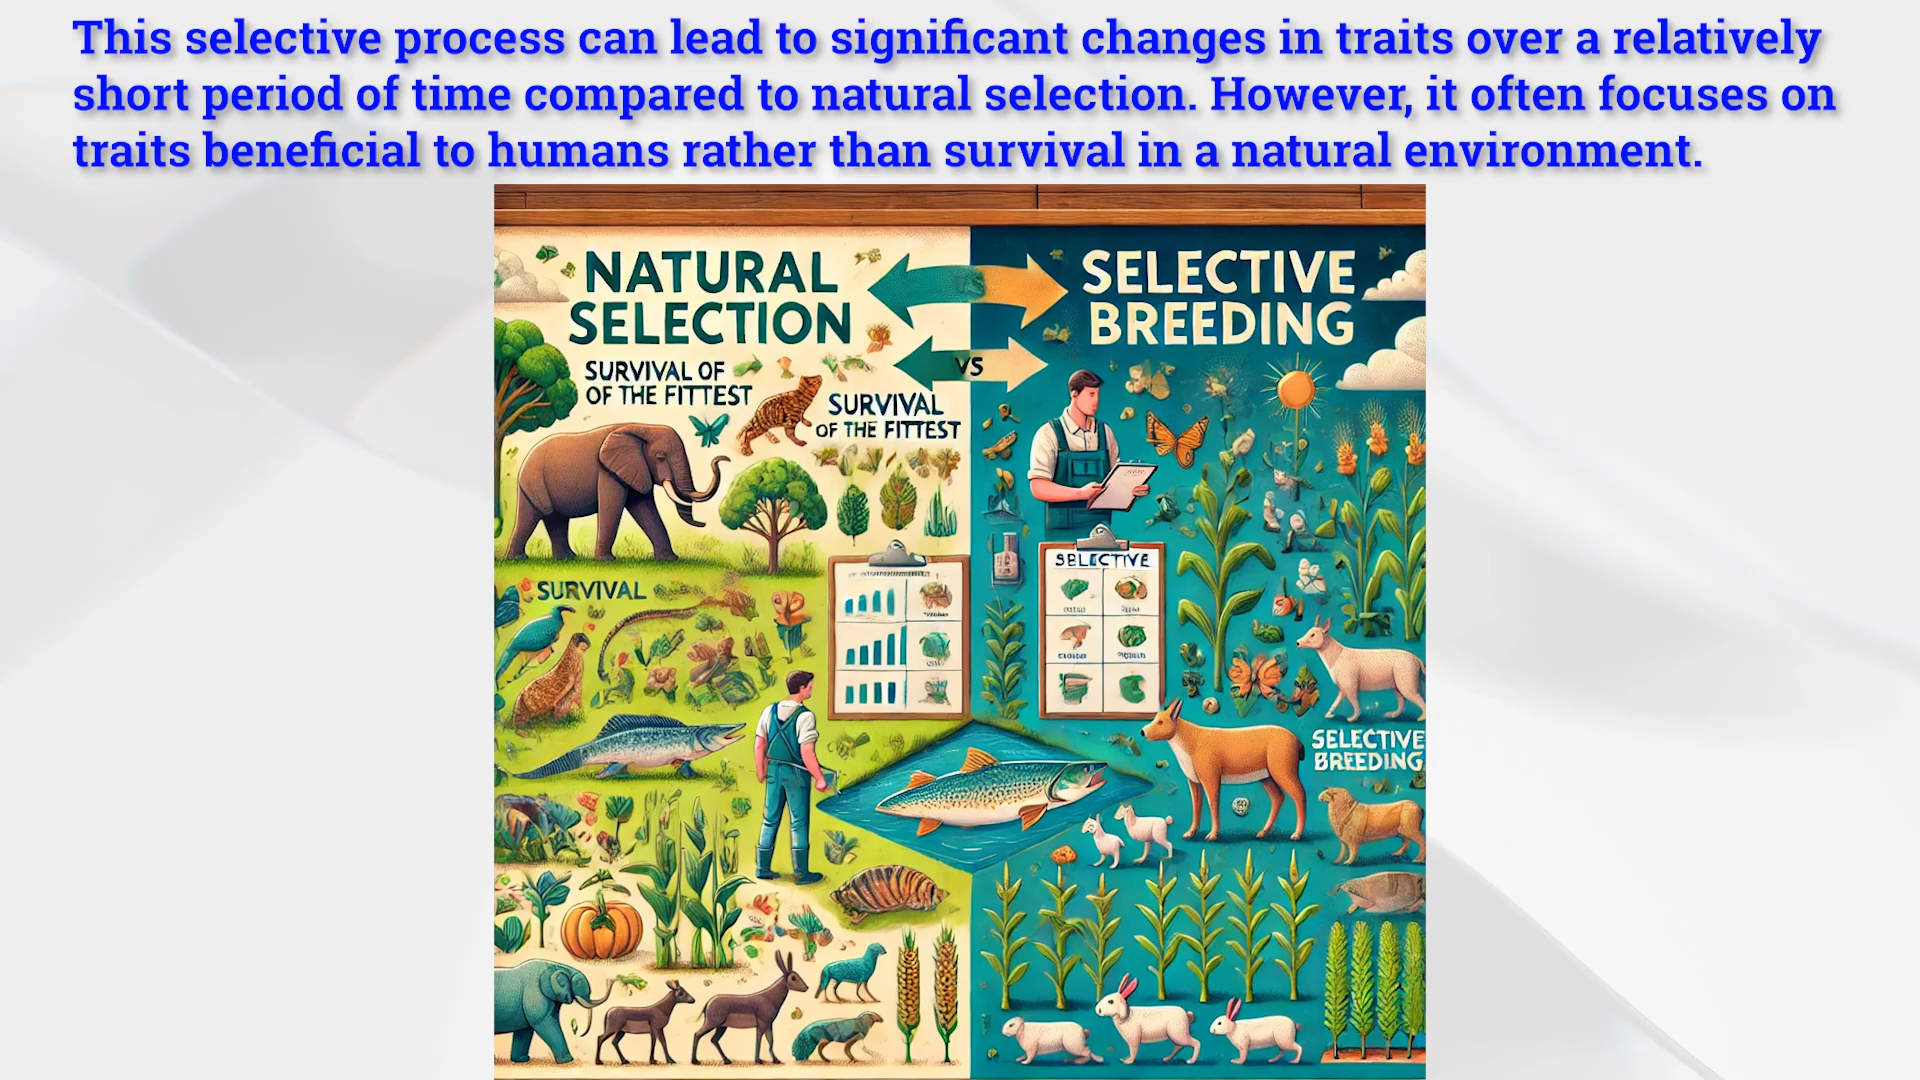 This selective process can lead to significant changes in traits over a relatively
short period of time compared to natural selection. However, it often focuses on
traits beneficial to humans rather than survival in a natural environment.
NATURAL
SELECTION
SELECTIVE
BREEDING
VS
SURVIVAL OF
OF THE FITTEST
SURVIVAL
OF THE FITTEST
SURVIVAL
SELECTIVE
BREEDING